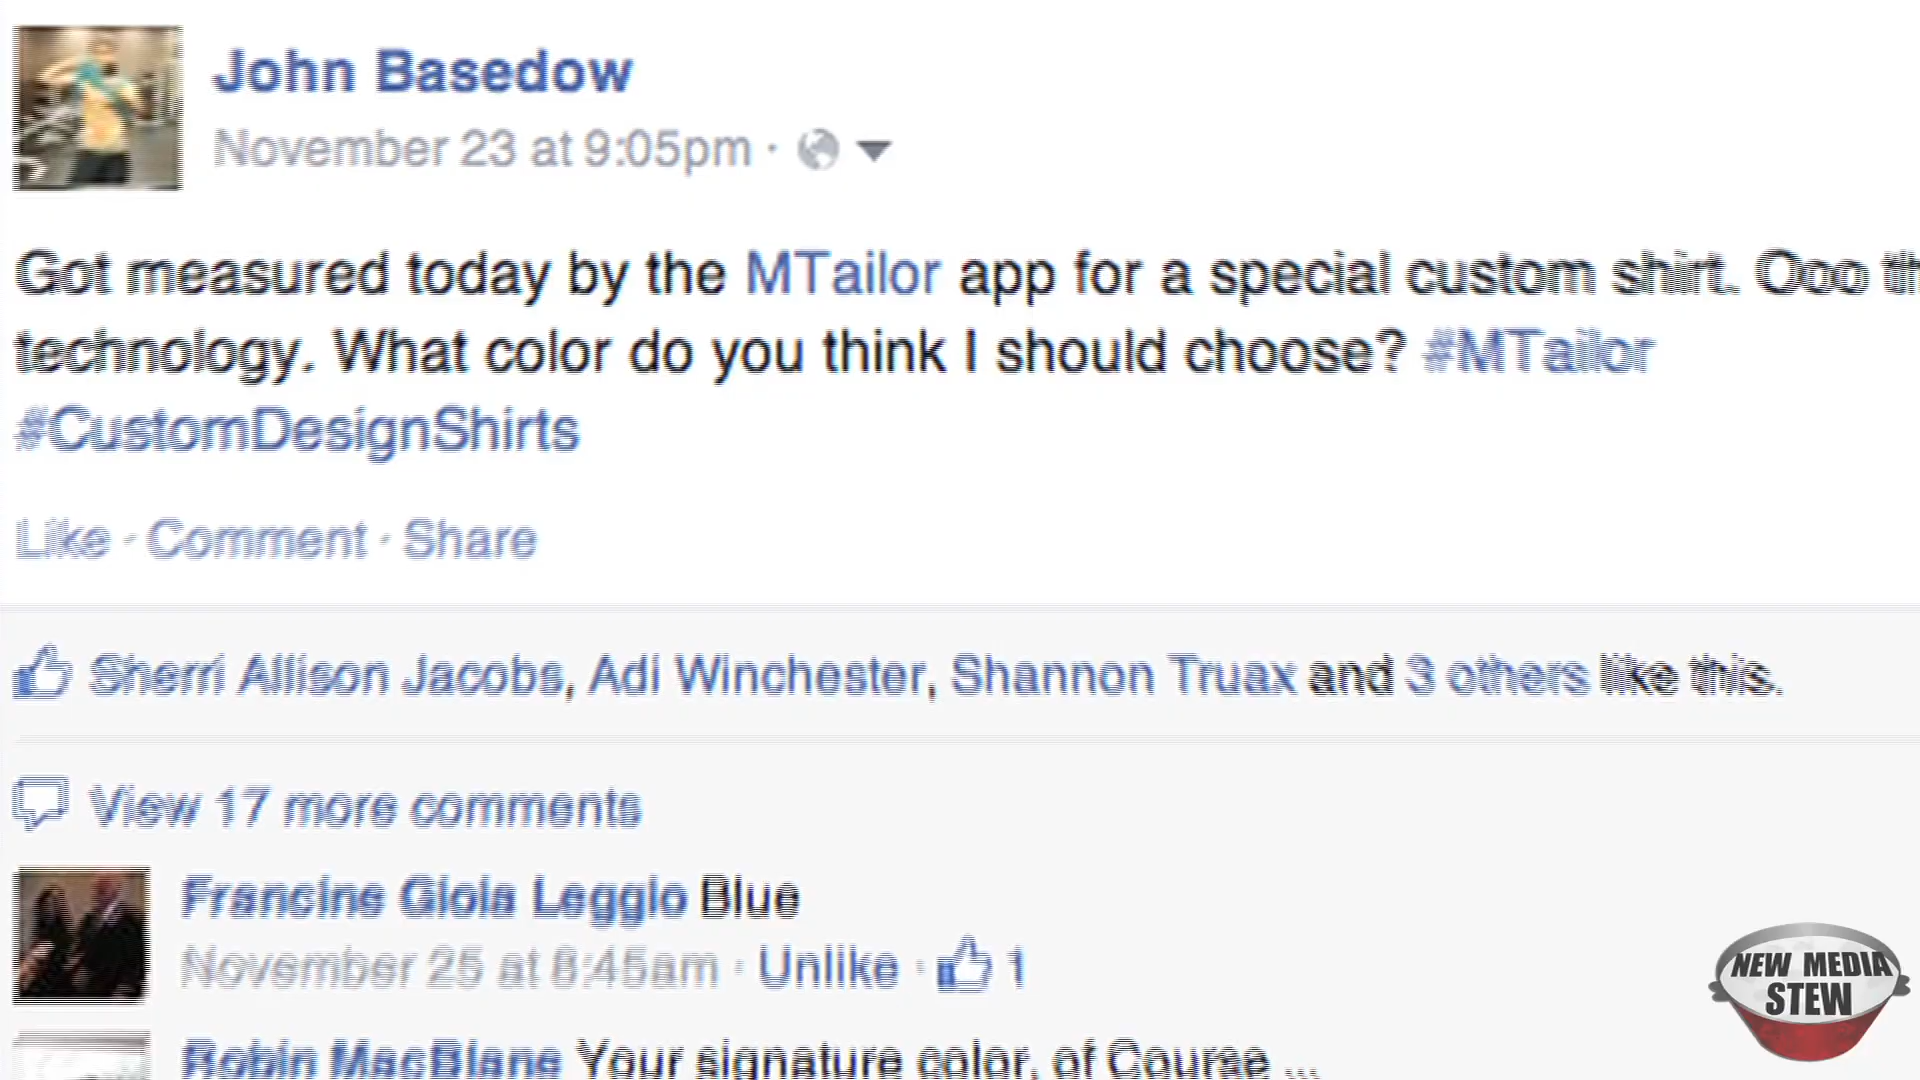 John Basedow
November 23 at 9:05pm ·
Got measured today by the MTailor app for a special custom shirt. Ooo th
technology. What color do you think I should choose? #MTailor
#CustomDesignShirts
Like · Comment · Share
Sherri Allison Jacobs, Adi Winchester, Shannon Truax and 3 others like this.
View 17 more comments
Francine Gioia Leggio Blue
November 25 at 8:45am · Unlike · 1
Robin MacBlane Your signature color, of Course ...
NEW MEDIA
STEW